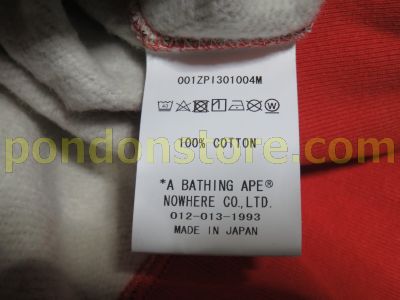 001ZPI301004M
100% COTTON
pondonstore.com
*A BATHING APE®
NOWHERE CO.,LTD.
012-013-1993
MADE IN JAPAN